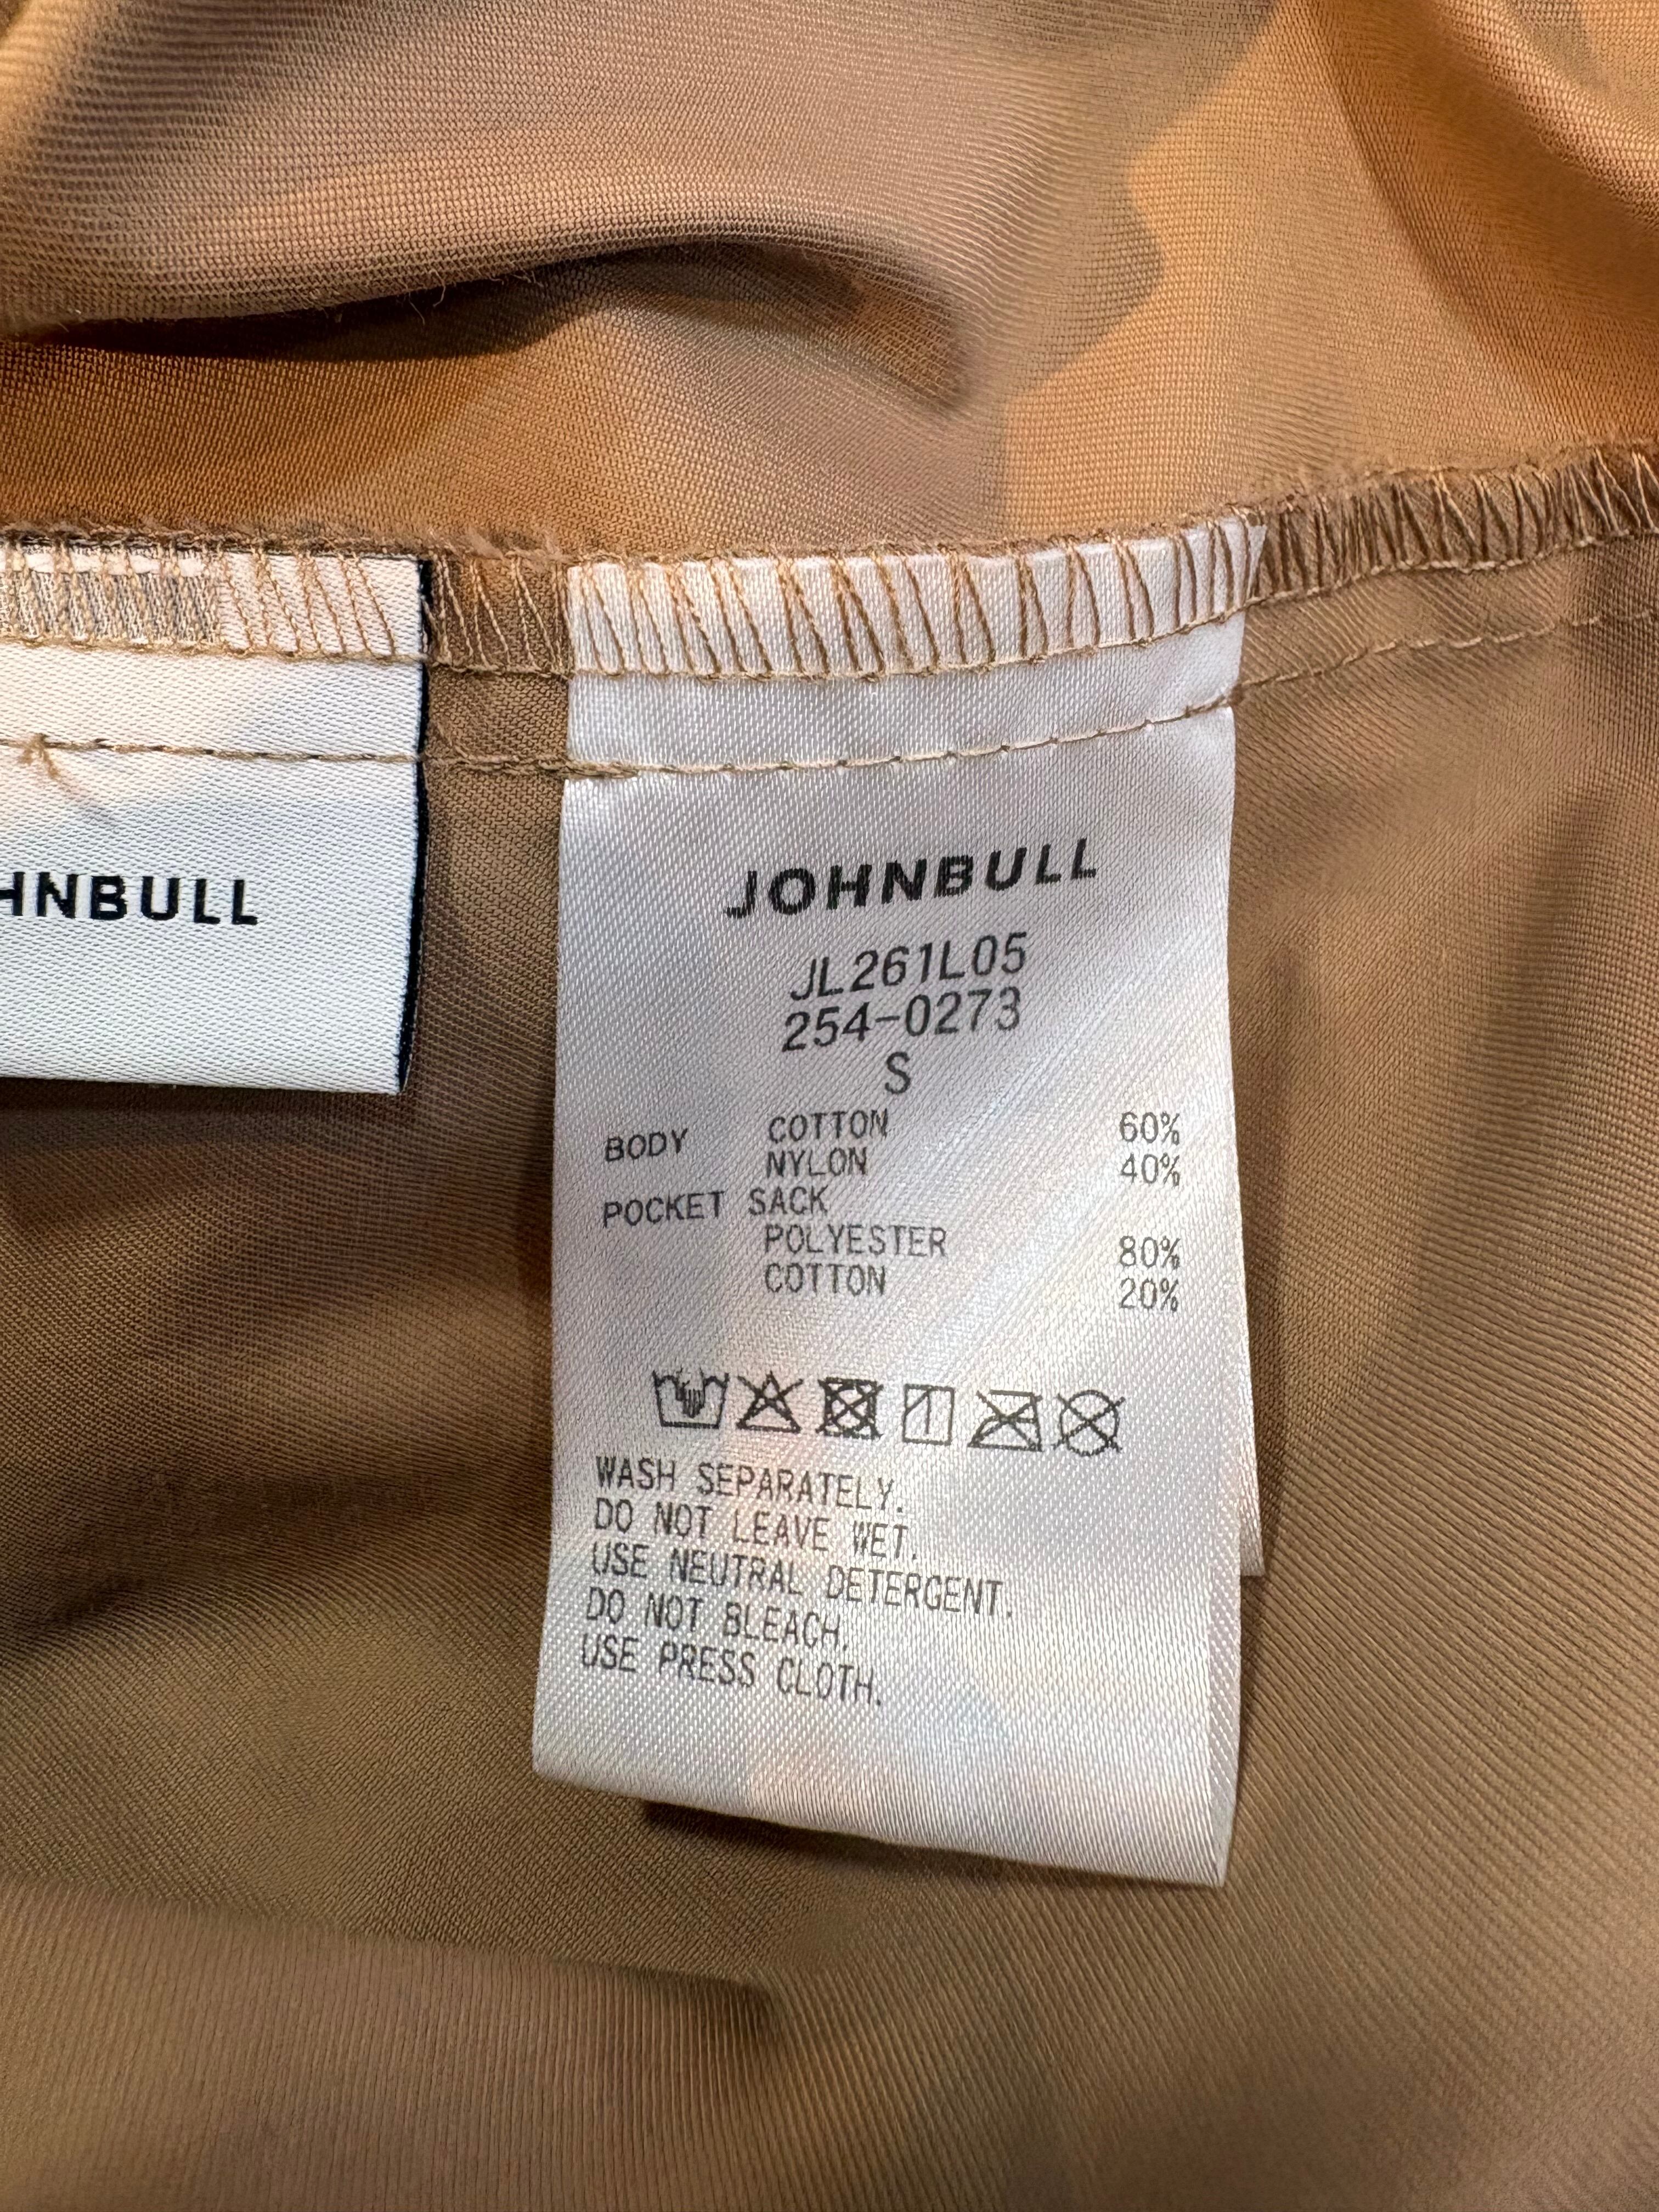 HNBULL
JOHNBULL
JL261L05
254-0273
S
BODY COTTON 60%
NYLON 40%
POCKET SACK
POLYESTER 80%
COTTON 20%
WASH SEPARATELY.
DO NOT LEAVE WET.
USE NEUTRAL DETERGENT.
DO NOT BLEACH.
USE PRESS CLOTH.